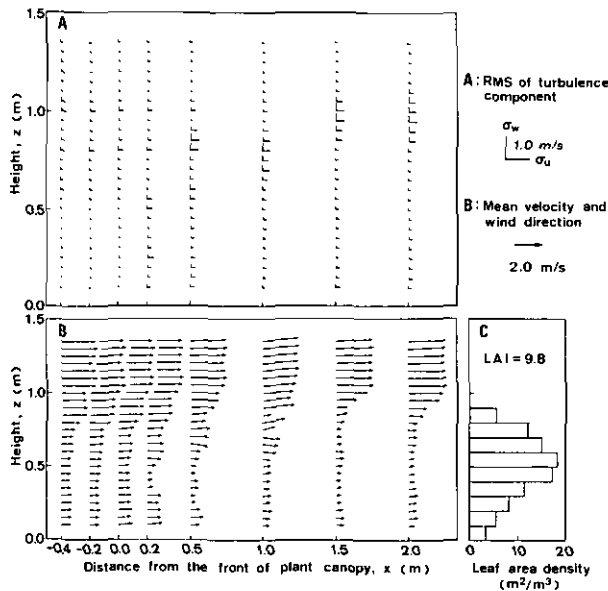 A
1.5
1.0
0.5
0.0
Height, z (m)
A: RMS of turbulence
component
σw
1.0 m/s
σu
B: Mean velocity and
wind direction
2.0 m/s
B
1.5
1.0
0.5
0.0
Height, z (m)
-0.4 -0.2 0.0 0.2 0.5 1.0 1.5 2.0
Distance from the front of plant canopy, x (m)
C
LAI = 9.8
0 10 20
Leaf area density
(m²/m³)